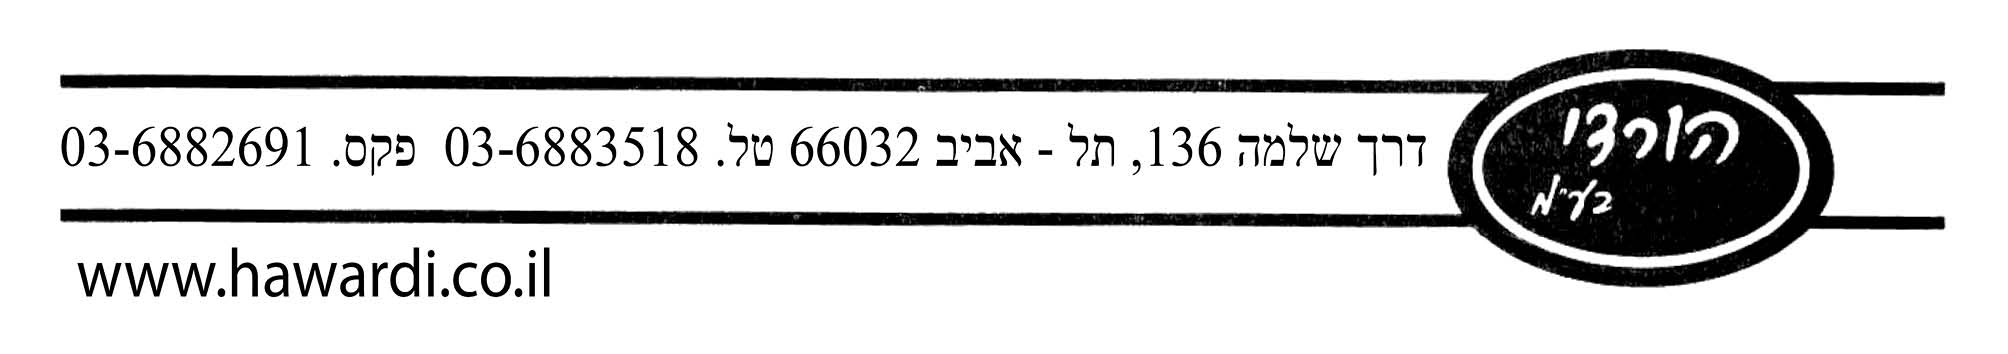 הורדי
בע"מ
דרך שלמה 136, תל - אביב 66032 טל. 03-6883518 פקס. 03-6882691
www.hawardi.co.il